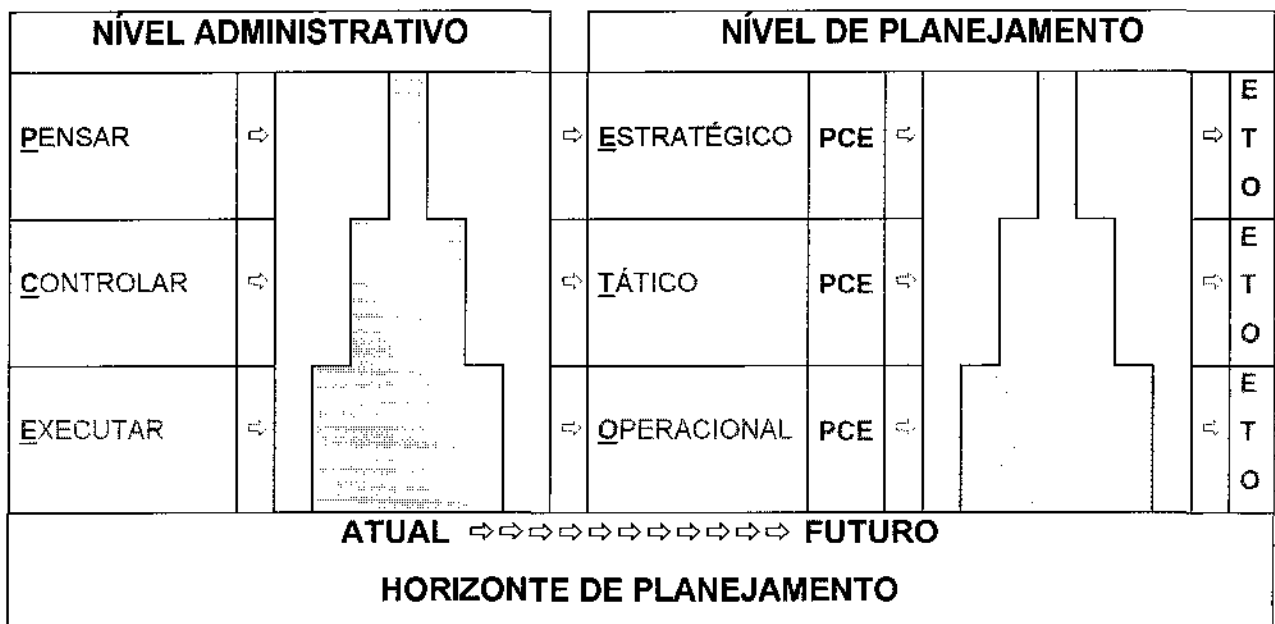 NÍVEL ADMINISTRATIVO NÍVEL DE PLANEJAMENTO
PENSAR ⇨ ⇨ ESTRATÉGICO PCE ⇨ ⇨ E
T
O
CONTROLAR ⇨ ⇨ TÁTICO PCE ⇨ ⇨ E
T
O
EXECUTAR ⇨ ⇨ OPERACIONAL PCE ⇨ ⇨ E
T
O
ATUAL ⇨⇨⇨⇨⇨⇨⇨⇨⇨⇨⇨ FUTURO
HORIZONTE DE PLANEJAMENTO